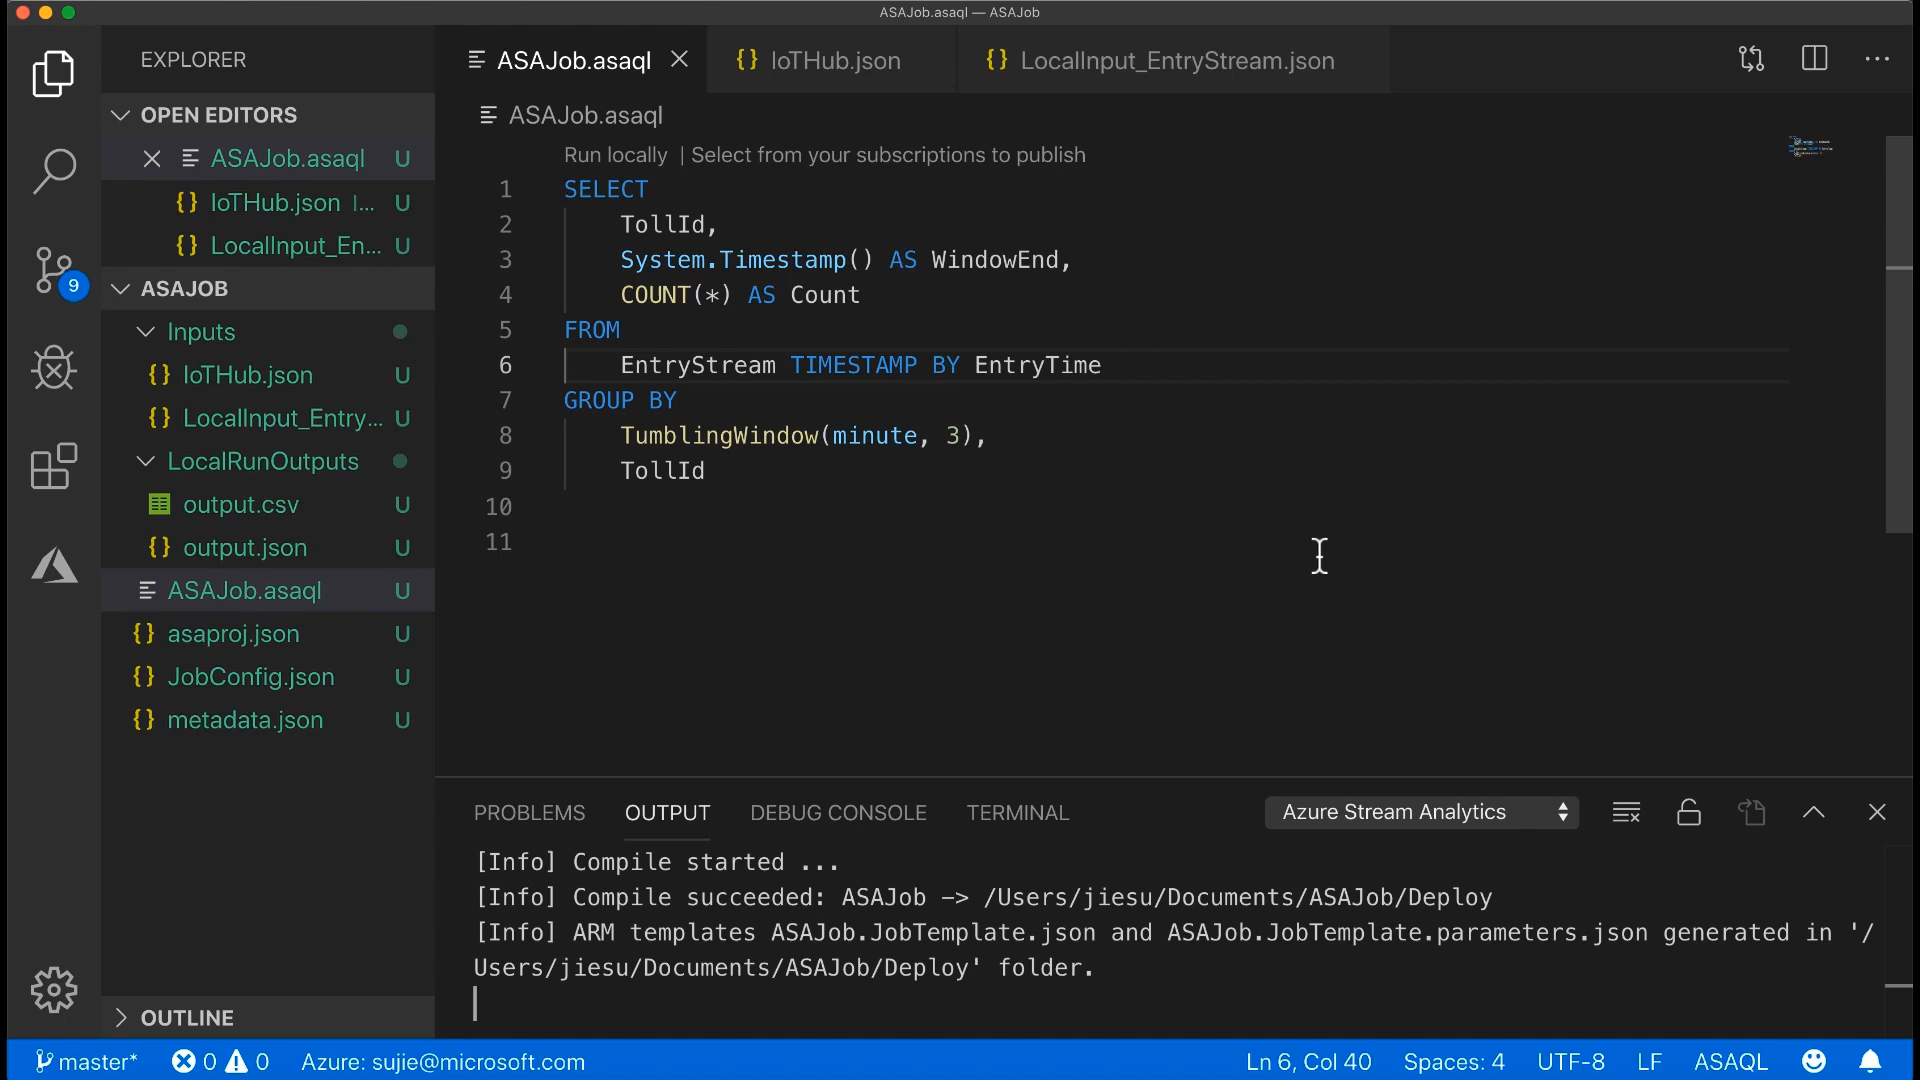 ASAJob.asaql — ASAJob
EXPLORER
OPEN EDITORS
ASAJob.asaql U
{} IoTHub.json I... U
{} LocalInput_En... U
ASAJOB
Inputs
{} IoTHub.json U
{} LocalInput_Entry... U
LocalRunOutputs
output.csv U
{} output.json U
ASAJob.asaql U
{} asaproj.json U
{} JobConfig.json U
{} metadata.json U
OUTLINE
9
ASAJob.asaql
{} IoTHub.json
{} LocalInput_EntryStream.json
ASAJob.asaql
Run locally | Select from your subscriptions to publish
1 SELECT
2 TollId,
3 System.Timestamp() AS WindowEnd,
4 COUNT(*) AS Count
5 FROM
6 EntryStream TIMESTAMP BY EntryTime
7 GROUP BY
8 TumblingWindow(minute, 3),
9 TollId
10
11
PROBLEMS OUTPUT DEBUG CONSOLE TERMINAL
Azure Stream Analytics
[Info] Compile started ...
[Info] Compile succeeded: ASAJob -> /Users/jiesu/Documents/ASAJob/Deploy
[Info] ARM templates ASAJob.JobTemplate.json and ASAJob.JobTemplate.parameters.json generated in '/
Users/jiesu/Documents/ASAJob/Deploy' folder.
master* 0 0 Azure: sujie@microsoft.com
Ln 6, Col 40 Spaces: 4 UTF-8 LF ASAQL